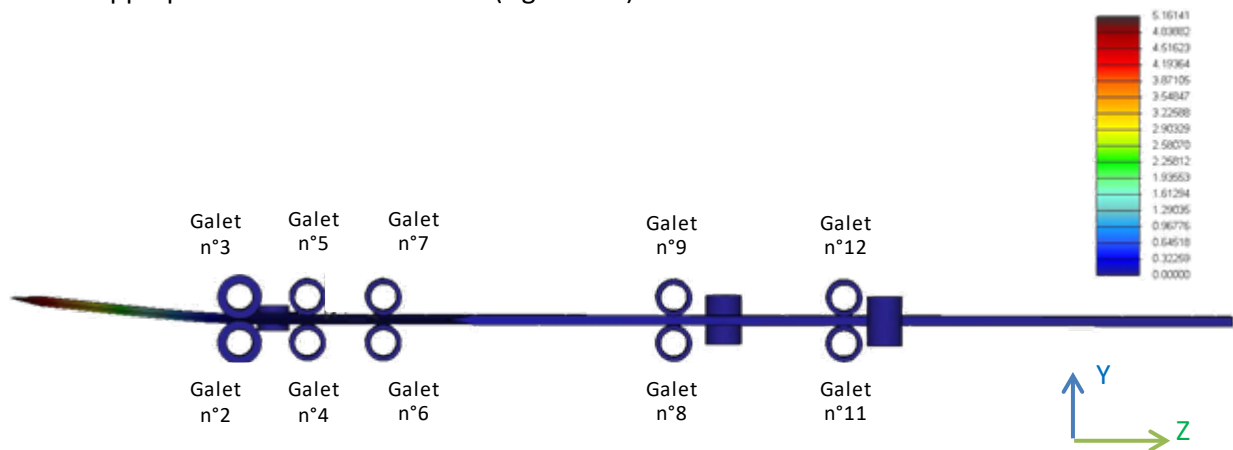 5.16141
4.83882
4.51623
4.19364
3.87105
3.54847
3.22588
2.90329
2.58070
2.25812
1.93553
1.61294
1.29035
0.96776
0.64518
0.32259
0.00000
Galet
n°3
Galet
n°5
Galet
n°7
Galet
n°9
Galet
n°12
Galet
n°2
Galet
n°4
Galet
n°6
Galet
n°8
Galet
n°11
Y
Z